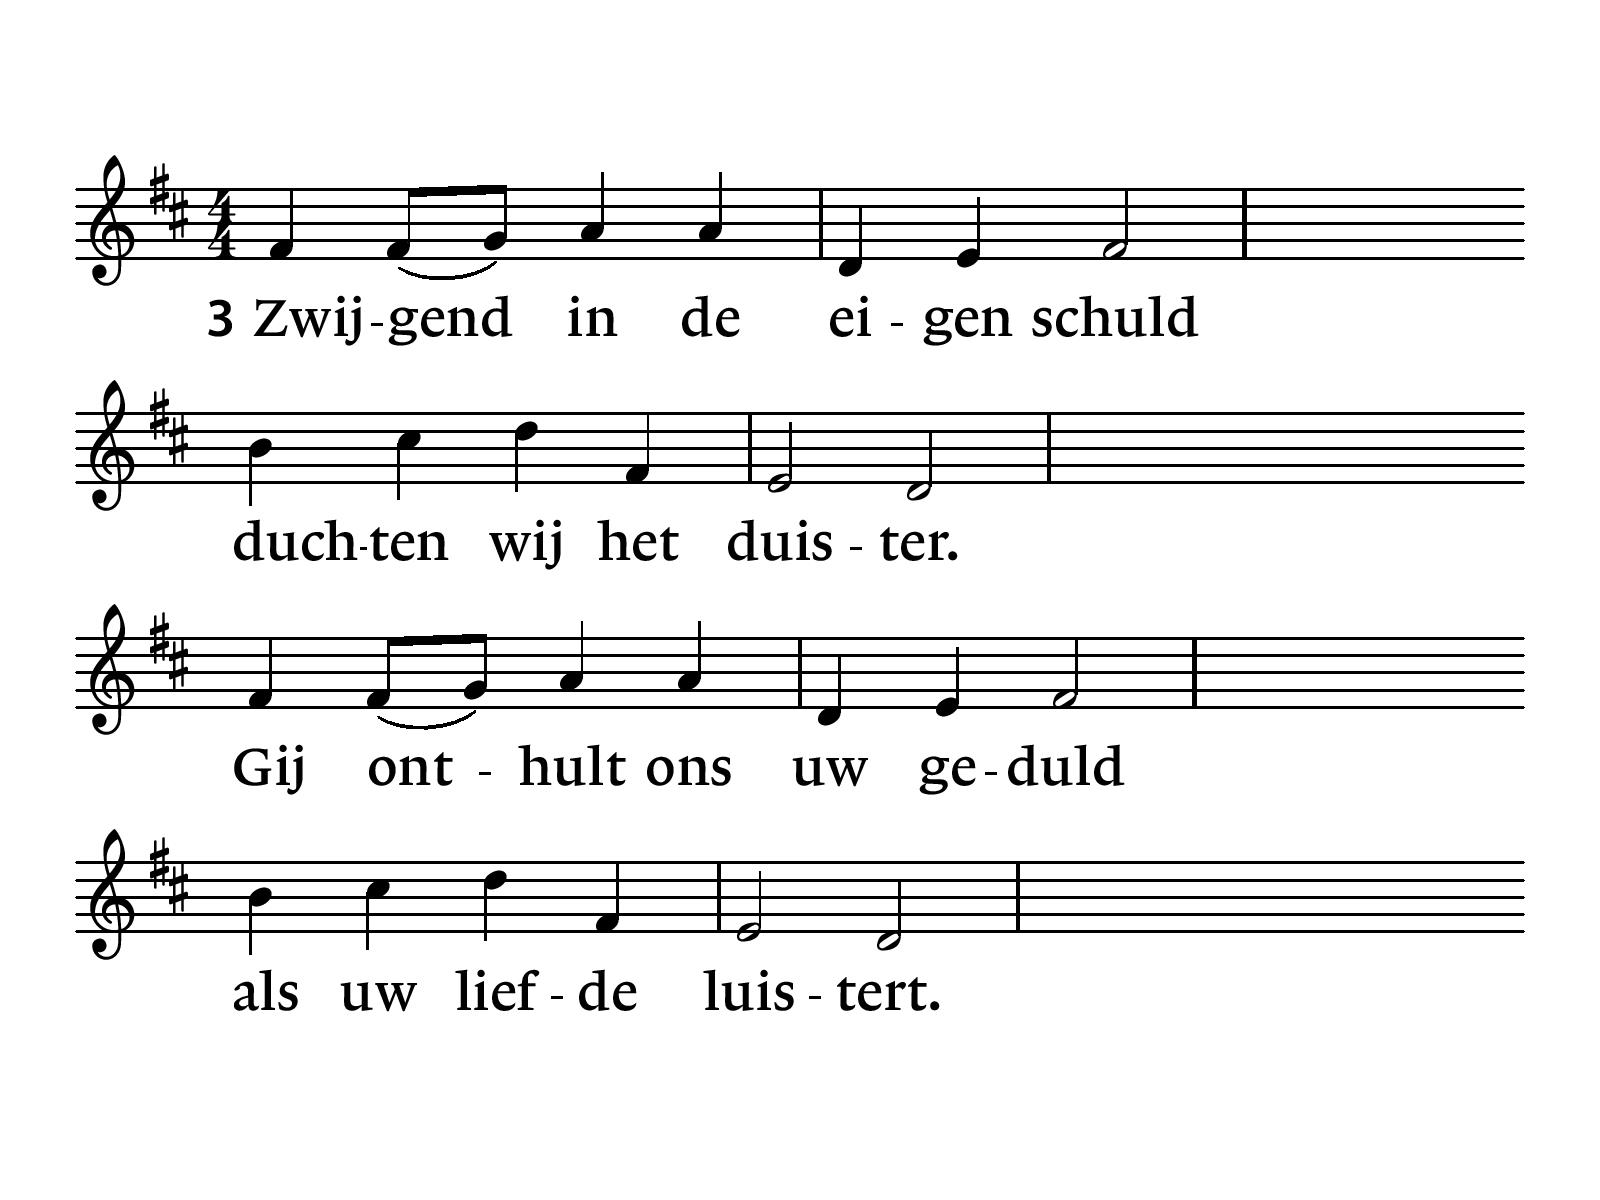 3 Zwij-gend in de ei - gen schuld
duch-ten wij het duis - ter.
Gij ont - hult ons uw ge-duld
als uw lief - de luis - tert.